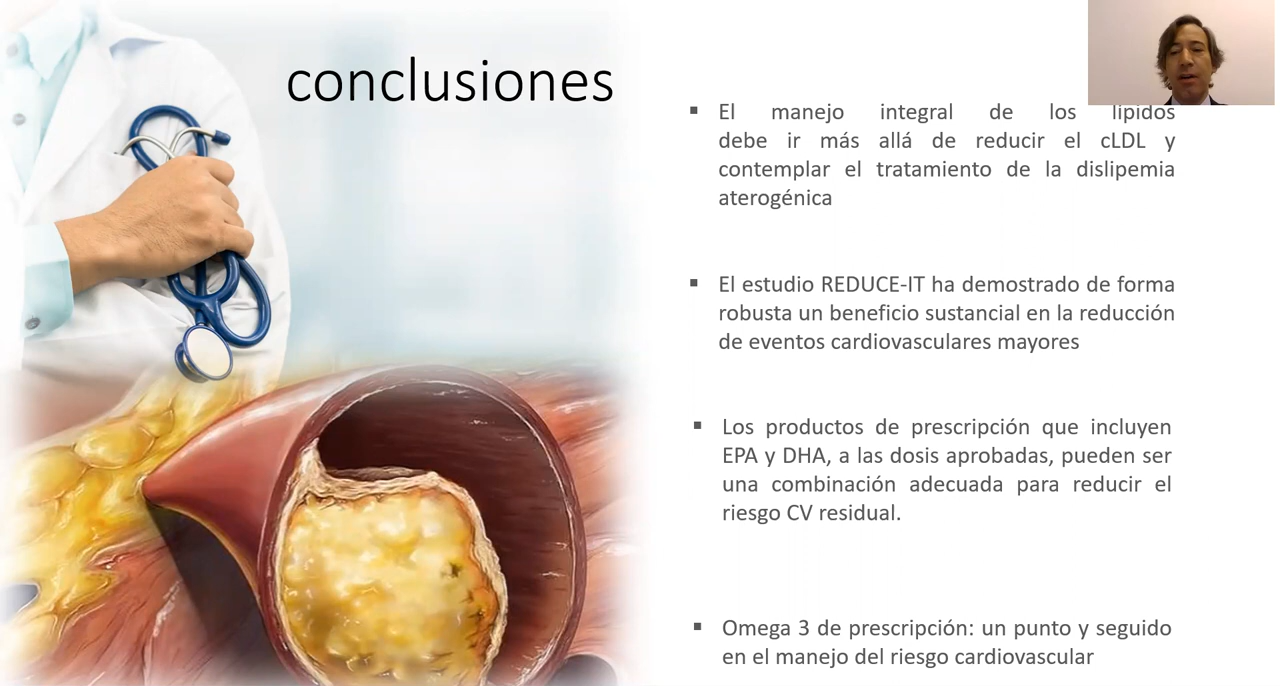 conclusiones
▪ El manejo integral de los lípidos
debe ir más allá de reducir el cLDL y
contemplar el tratamiento de la dislipemia
aterogénica
▪ El estudio REDUCE-IT ha demostrado de forma
robusta un beneficio sustancial en la reducción
de eventos cardiovasculares mayores
▪ Los productos de prescripción que incluyen
EPA y DHA, a las dosis aprobadas, pueden ser
una combinación adecuada para reducir el
riesgo CV residual.
▪ Omega 3 de prescripción: un punto y seguido
en el manejo del riesgo cardiovascular